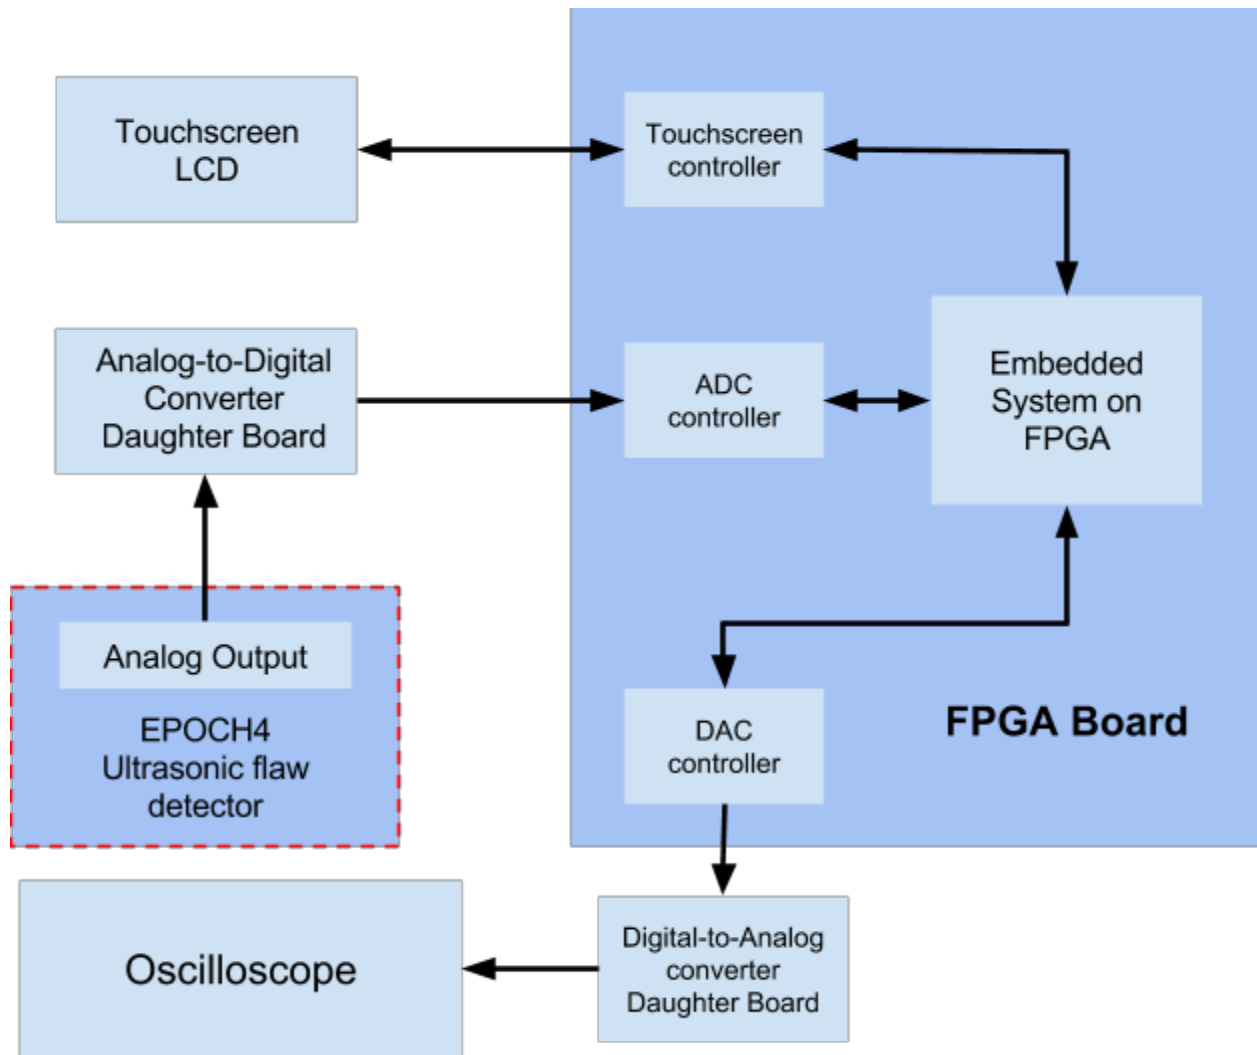 Touchscreen
LCD
Touchscreen
controller
Analog-to-Digital
Converter
Daughter Board
ADC
controller
Embedded
System on
FPGA
Analog Output
EPOCH4
Ultrasonic flaw
detector
DAC
controller
FPGA Board
Oscilloscope
Digital-to-Analog
converter
Daughter Board